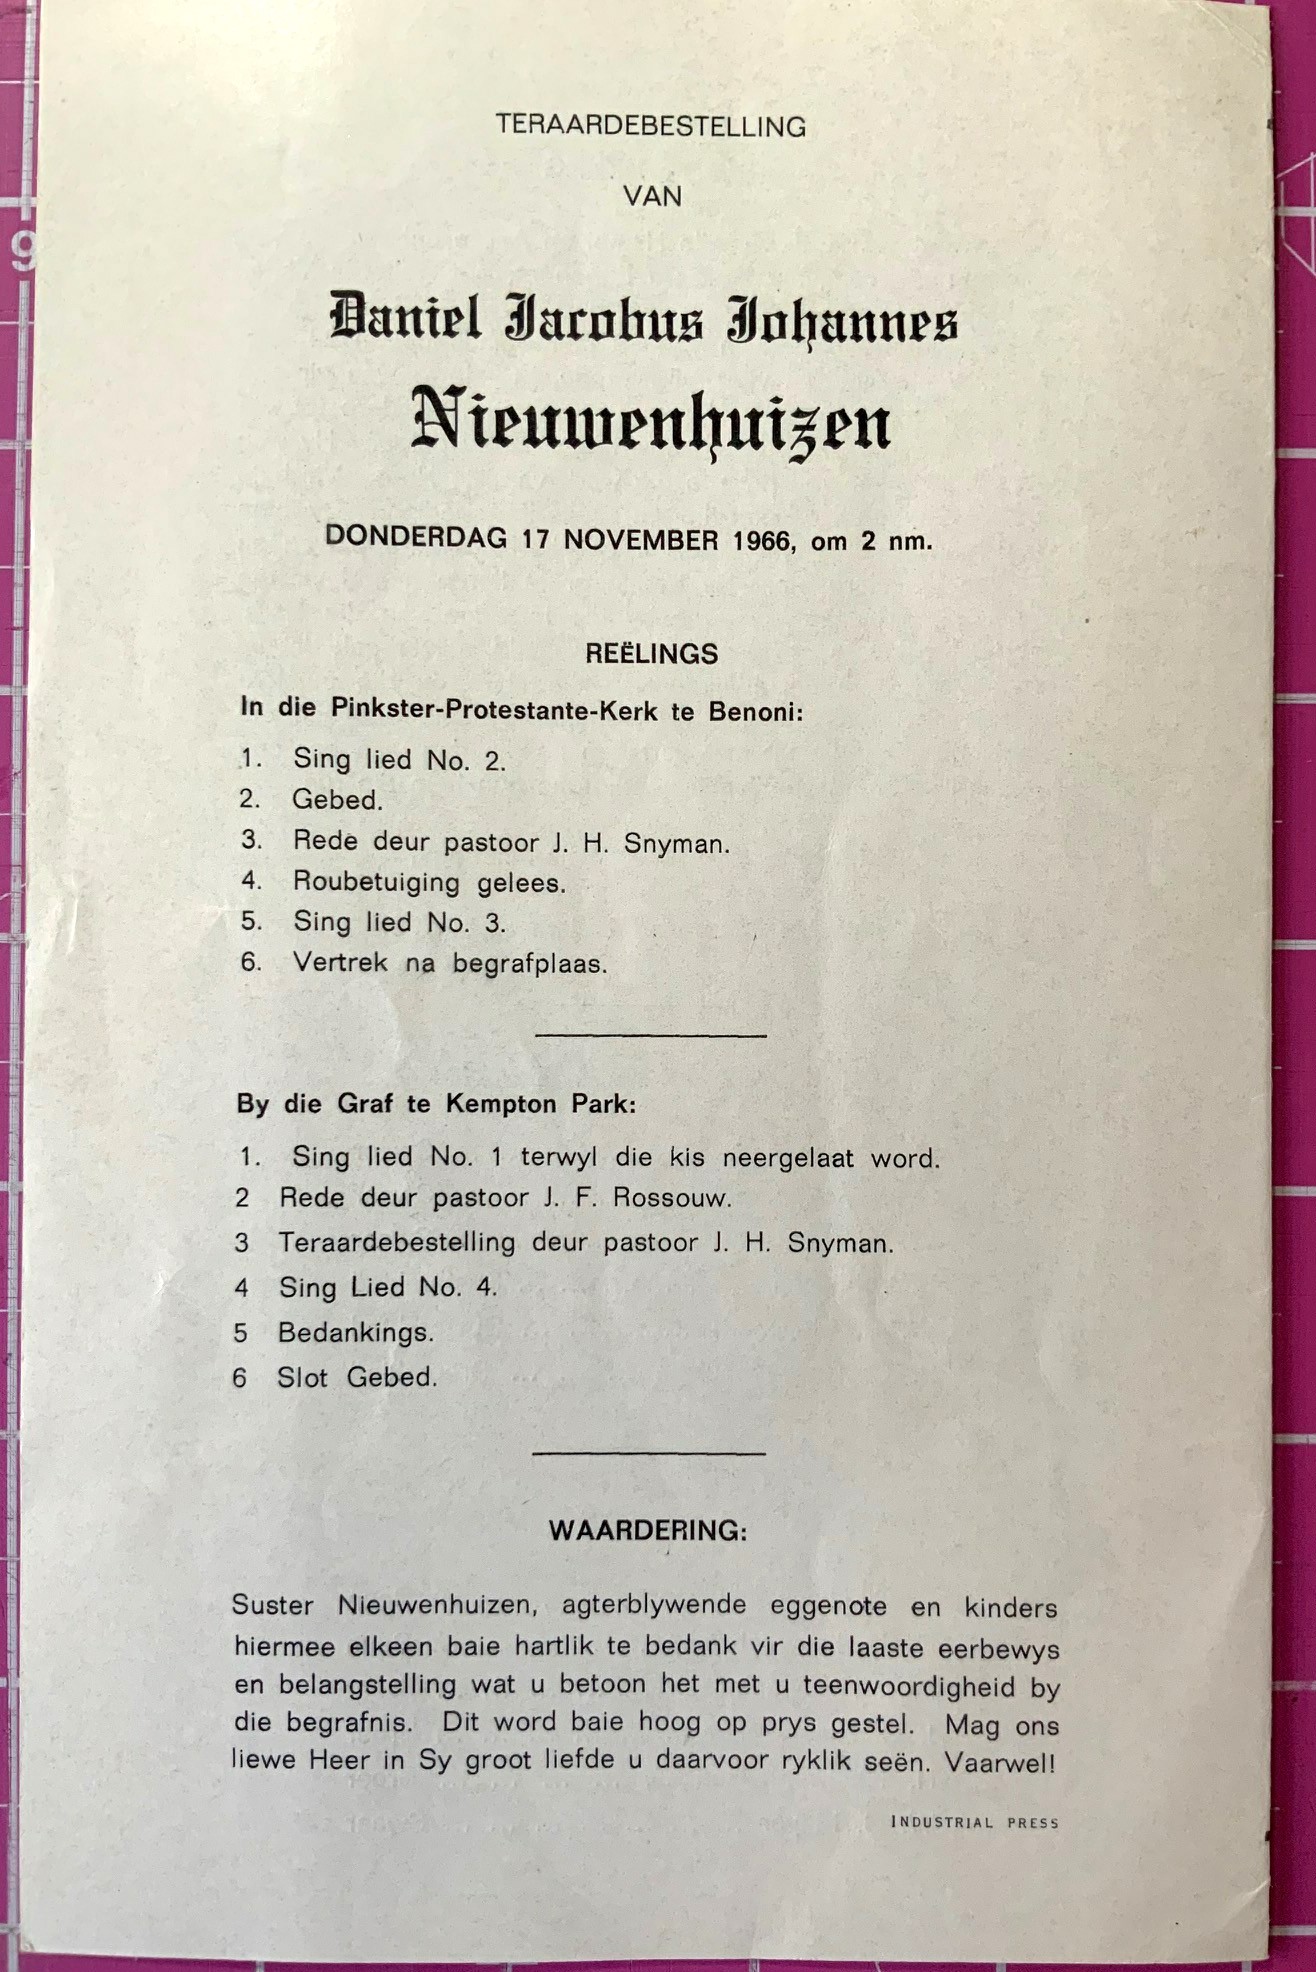 9
TERAARDEBESTELLING
VAN
Daniel Jacobus Johannes
Nieuwenhuizen
DONDERDAG 17 NOVEMBER 1966, om 2 nm.
REËLINGS
In die Pinkster-Protestante-Kerk te Benoni:
1. Sing lied No. 2.
2. Gebed.
3. Rede deur pastoor J. H. Snyman.
4. Roubetuiging gelees.
5. Sing lied No. 3.
6. Vertrek na begrafplaas.
By die Graf te Kempton Park:
1. Sing lied No. 1 terwyl die kis neergelaat word.
2 Rede deur pastoor J. F. Rossouw.
3 Teraardebestelling deur pastoor J. H. Snyman.
4 Sing Lied No. 4.
5 Bedankings.
6 Slot Gebed.
WAARDERING:
Suster Nieuwenhuizen, agterblywende eggenote en kinders
hiermee elkeen baie hartlik te bedank vir die laaste eerbewys
en belangstelling wat u betoon het met u teenwoordigheid by
die begrafnis. Dit word baie hoog op prys gestel. Mag ons
liewe Heer in Sy groot liefde u daarvoor ryklik seën. Vaarwel!
INDUSTRIAL PRESS